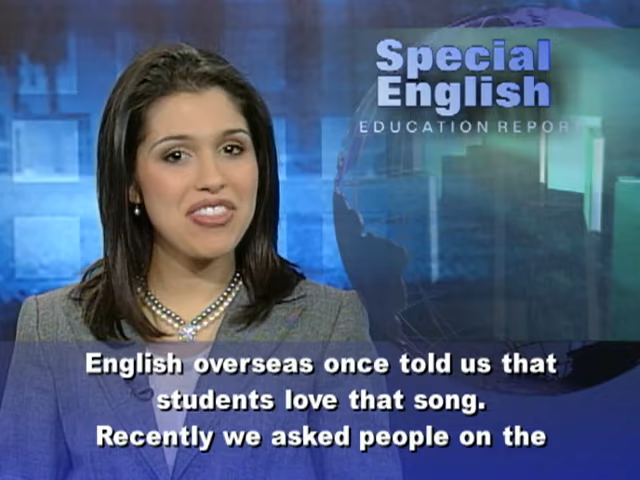 Special
English
EDUCATION REPORT
English overseas once told us that
students love that song.
Recently we asked people on the